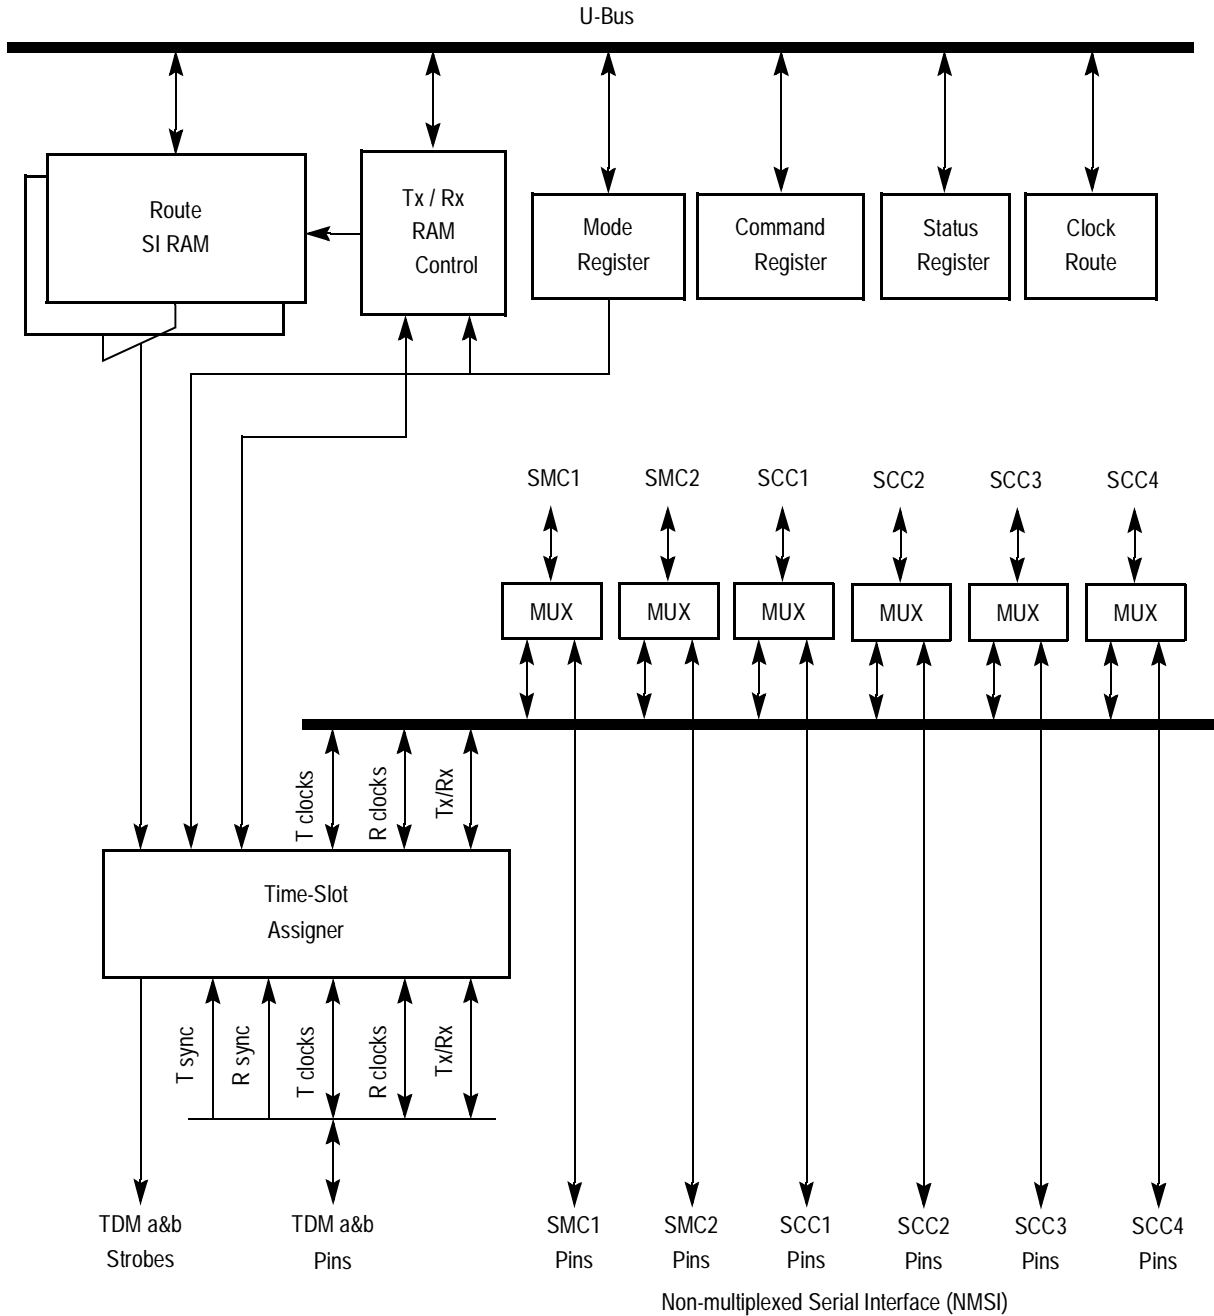 U-Bus
Route
SI RAM
Tx / Rx
RAM
Control
Mode
Register
Command
Register
Status
Register
Clock
Route
SMC1
SMC2
SCC1
SCC2
SCC3
SCC4
MUX
MUX
MUX
MUX
MUX
MUX
T clocks
R clocks
Tx/Rx
Time-Slot
Assigner
T sync
R sync
T clocks
R clocks
Tx/Rx
TDM a&b
Strobes
TDM a&b
Pins
SMC1
Pins
SMC2
Pins
SCC1
Pins
SCC2
Pins
SCC3
Pins
SCC4
Pins
Non-multiplexed Serial Interface (NMSI)